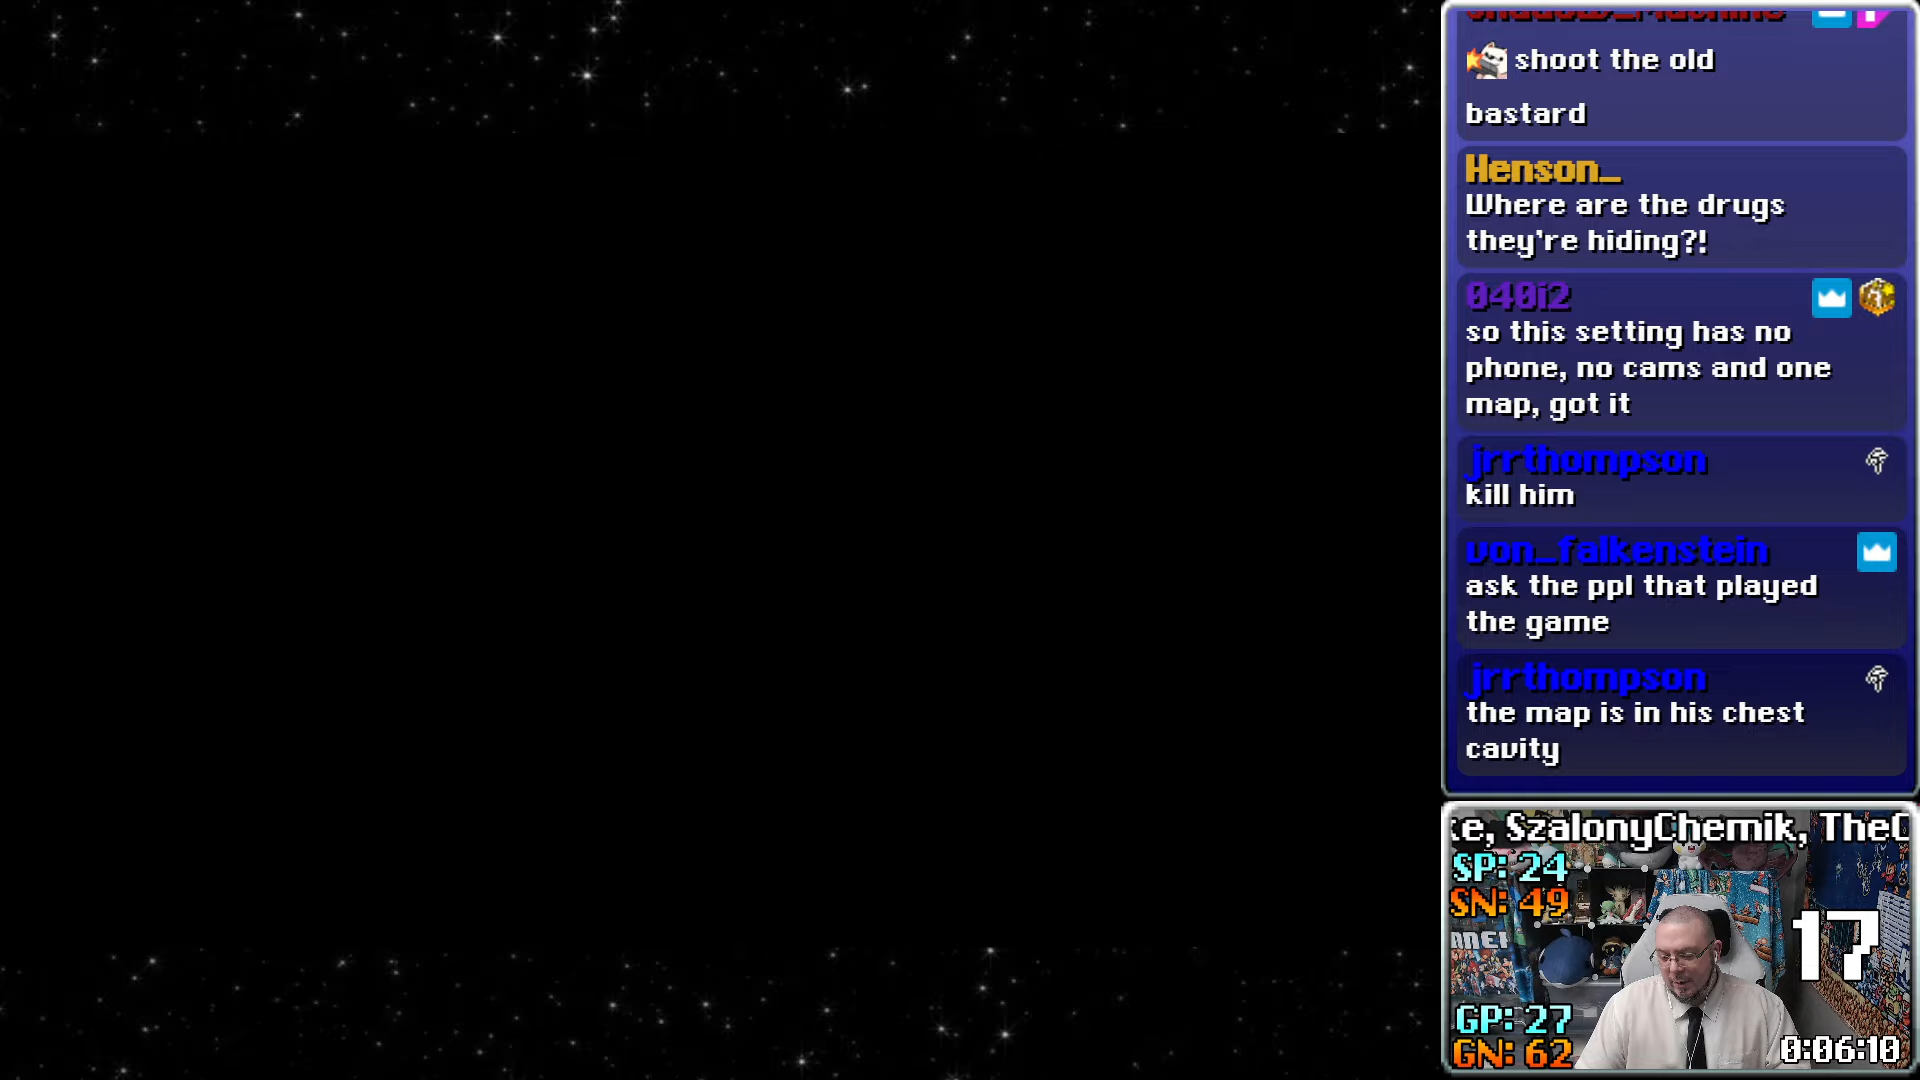 shoot the old
bastard
Henson_
Where are the drugs
they're hiding?!
040i2
so this setting has no
phone, no cams and one
map, got it
jrrthompson
kill him
von_falkenstein
ask the ppl that played
the game
jrrthompson
the map is in his chest
cavity
ke, SzalonyChemik, TheC
SP: 24
SN: 49
17
GP: 27
GN: 62
0:06:10